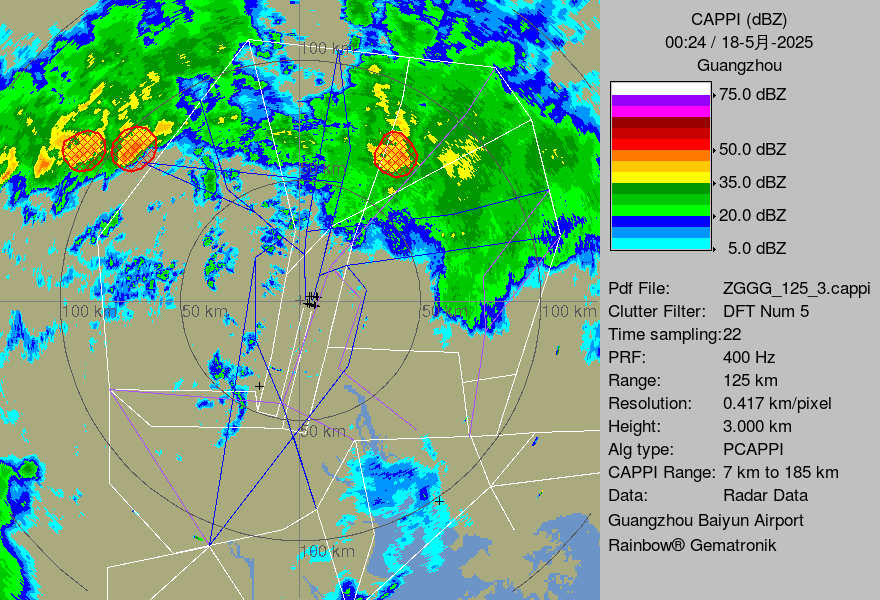 CAPPI (dBZ)
00:24 / 18-5月-2025
Guangzhou
75.0 dBZ
50.0 dBZ
35.0 dBZ
20.0 dBZ
5.0 dBZ
Pdf File: ZGGG_125_3.cappi
Clutter Filter: DFT Num 5
Time sampling:22
PRF: 400 Hz
Range: 125 km
Resolution: 0.417 km/pixel
Height: 3.000 km
Alg type: PCAPPI
CAPPI Range: 7 km to 185 km
Data: Radar Data
Guangzhou Baiyun Airport
Rainbow® Gematronik
100 km
50 km
100 km
50 km
50 km
100 km
50 km
100 km